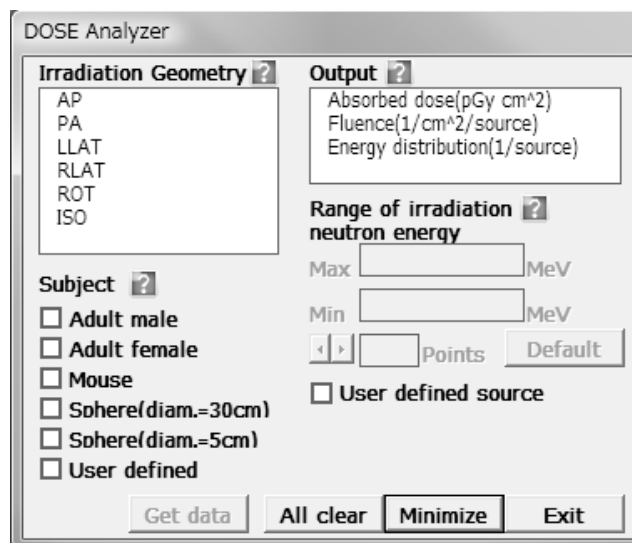 DOSE Analyzer
Irradiation Geometry ?
AP
PA
LLAT
RLAT
ROT
ISO
Subject ?
Adult male
Adult female
Mouse
Sphere(diam.=30cm)
Sphere(diam.=5cm)
User defined
Output ?
Absorbed dose(pGy cm^2)
Fluence(1/cm^2/source)
Energy distribution(1/source)
Range of irradiation ?
neutron energy
Max MeV
Min MeV
Points Default
User defined source
Get data All clear Minimize Exit